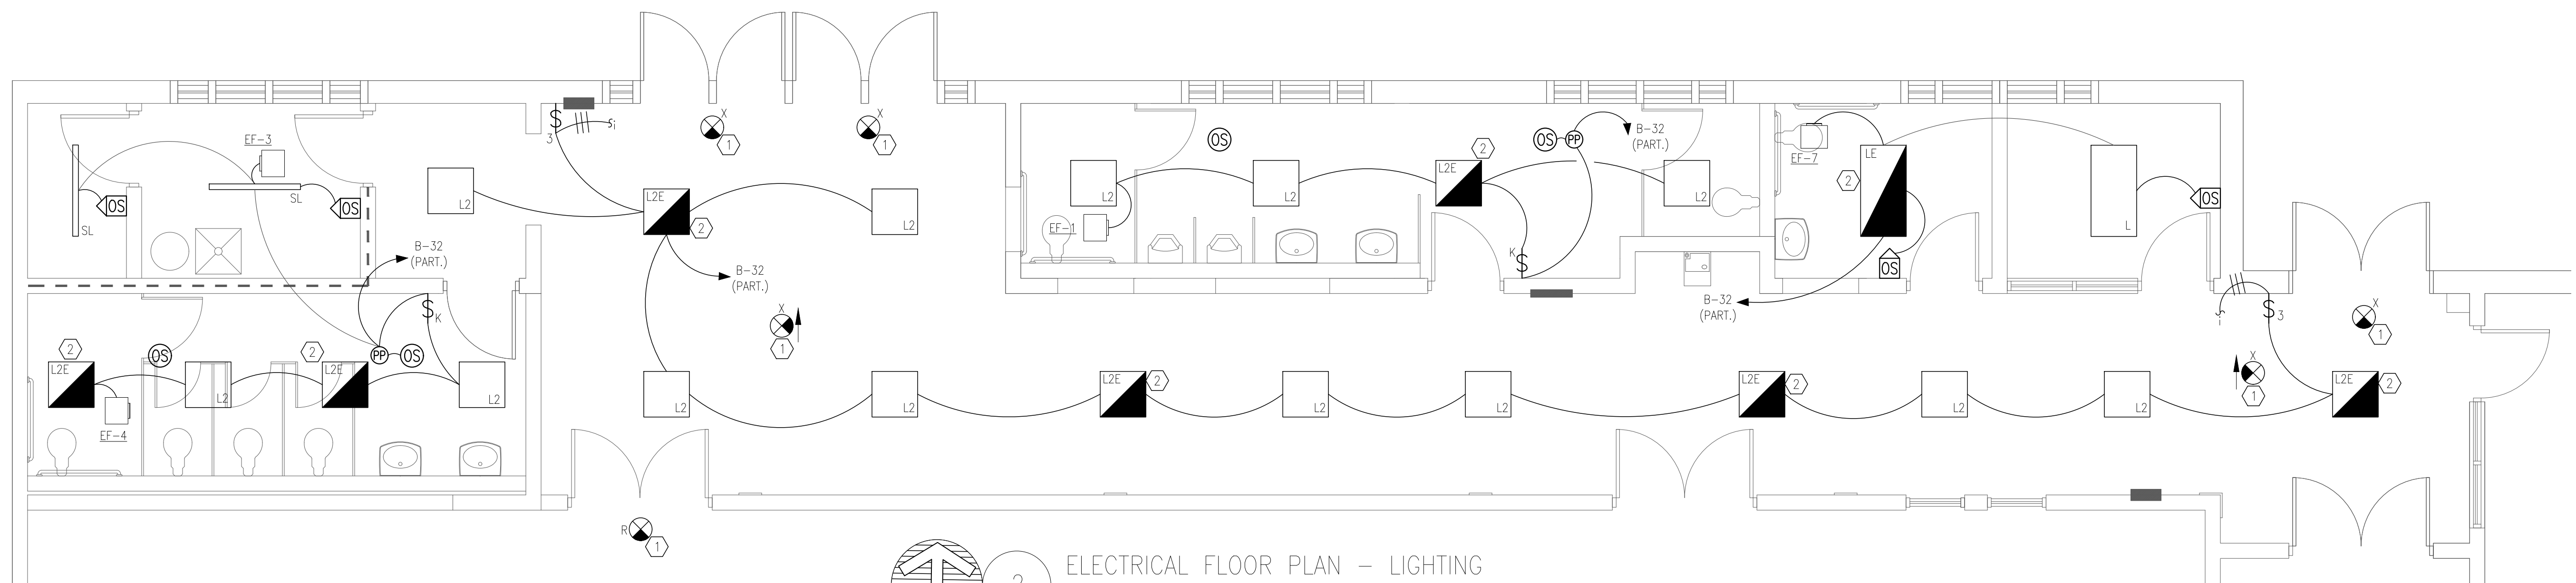 X
1
X
1
3
Si
EF-3
SL
OS
OS
SL
L2
L2E
2
L2
B-32
(PART.)
B-32
(PART.)
X
1
OS
OS
PP
B-32
(PART.)
L2
L2
L2E
2
L2
EF-1
K
EF-7
LE
2
OS
L
OS
B-32
(PART.)
Si
3
X
1
X
1
K
2
L2E
OS
L2
2
L2E
PP
OS
L2
EF-4
L2
L2
L2E
2
L2
L2
L2E
2
L2
L2
L2E
2
R
1
2
ELECTRICAL FLOOR PLAN - LIGHTING